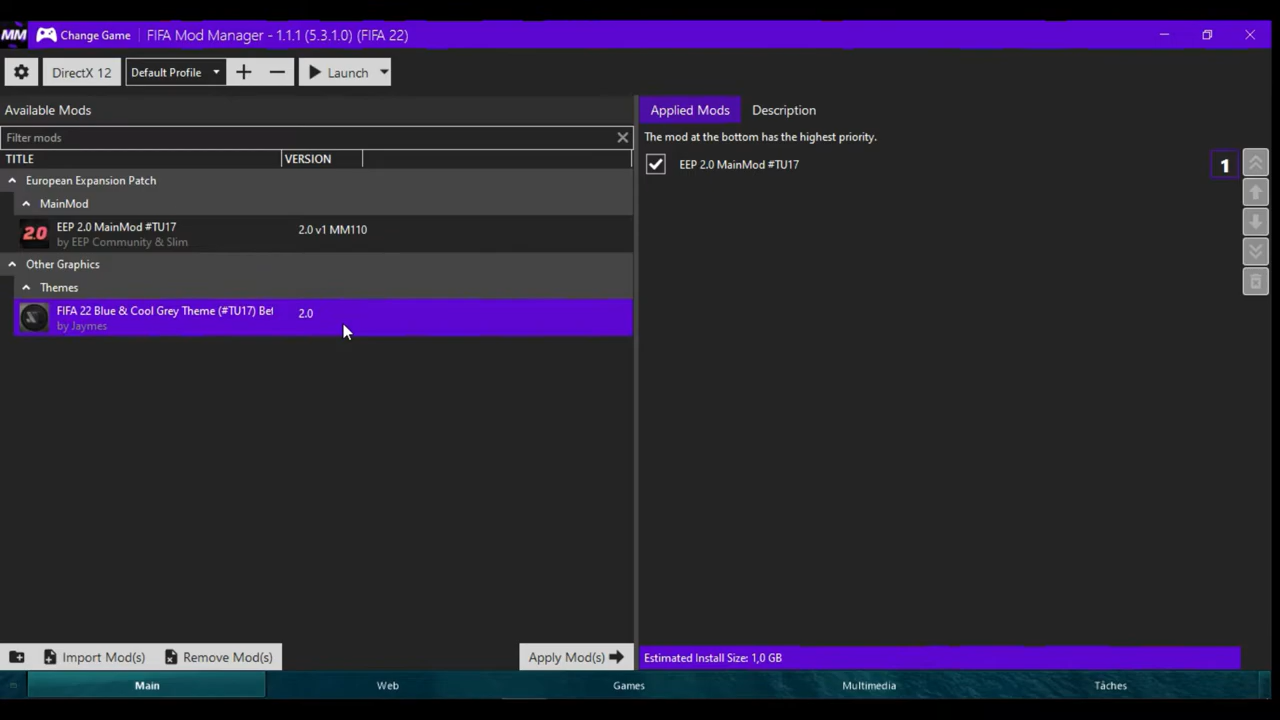 MM Change Game FIFA Mod Manager - 1.1.1 (5.3.1.0) (FIFA 22)
DirectX 12 Default Profile Launch
Available Mods
Filter mods
TITLE VERSION
European Expansion Patch
MainMod
2.0 EEP 2.0 MainMod #TU17 2.0 v1 MM110
by EEP Community & Slim
Other Graphics
Themes
FIFA 22 Blue & Cool Grey Theme (#TU17) Bet 2.0
by Jaymes
Applied Mods Description
The mod at the bottom has the highest priority.
EEP 2.0 MainMod #TU17 1
Import Mod(s) Remove Mod(s) Apply Mod(s) Estimated Install Size: 1,0 GB
Main Web Games Multimedia Tâches